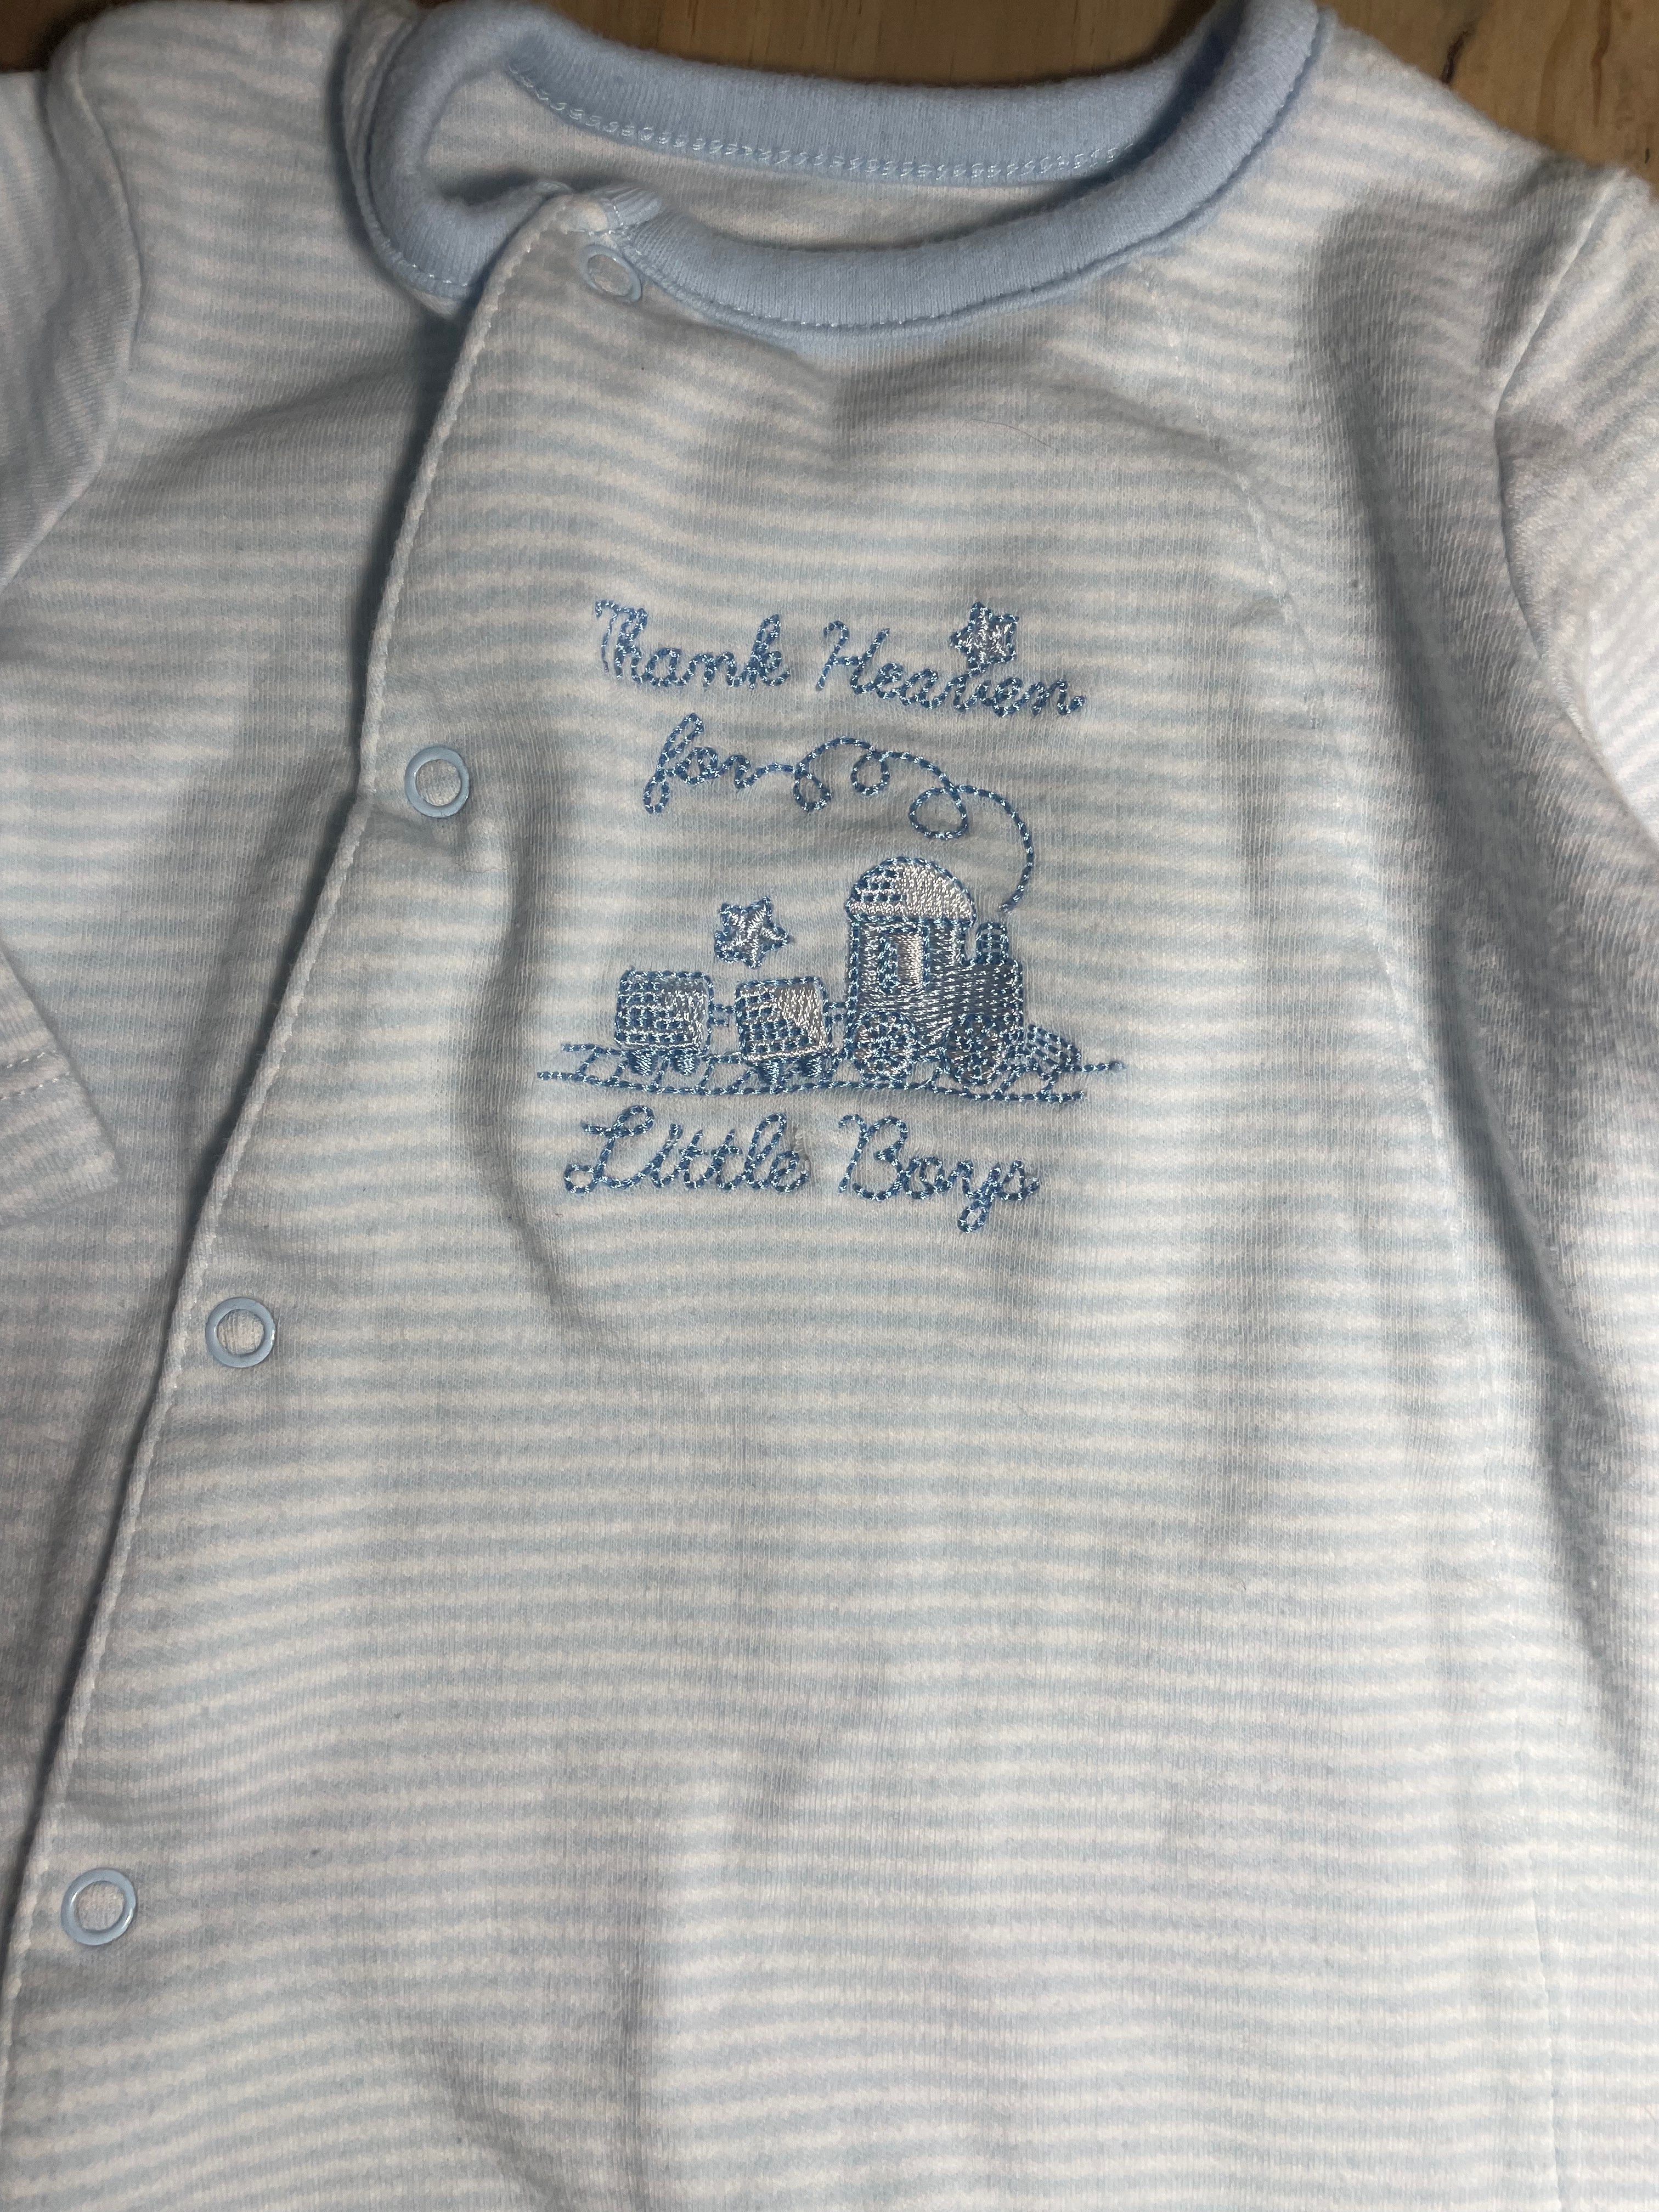 Thank Heaven
for
Little Boys